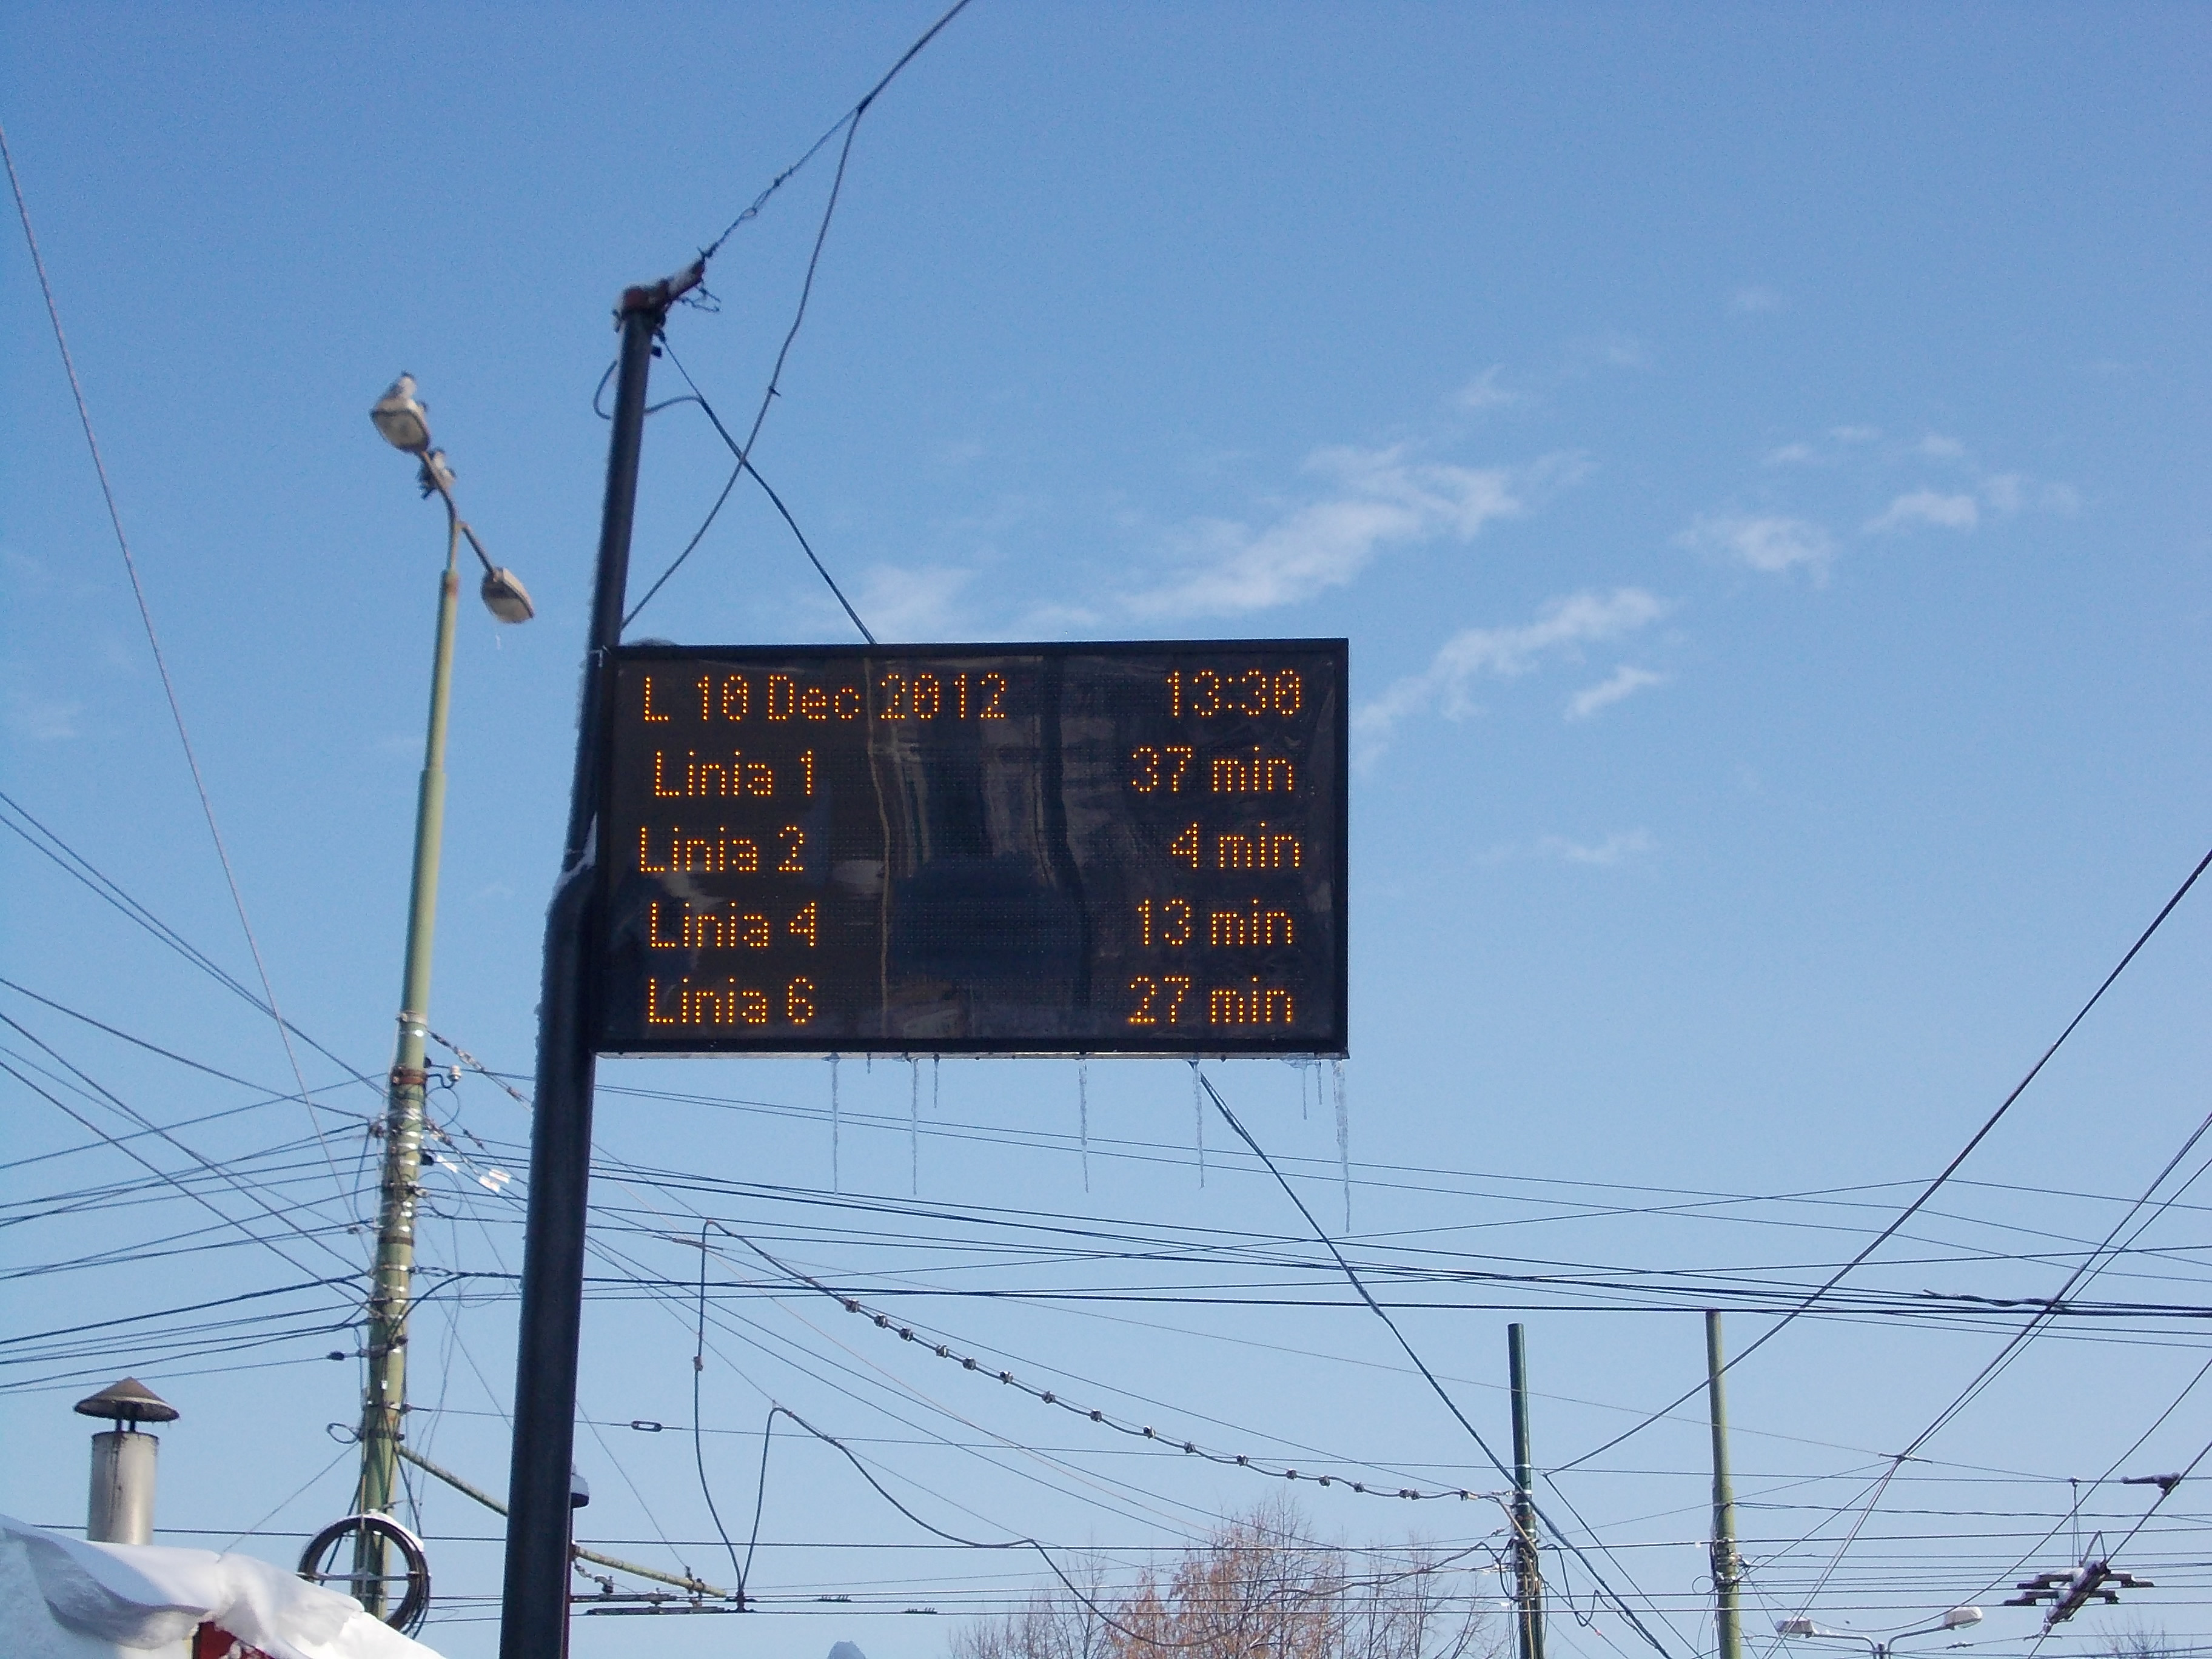 L 10 Dec 2012 13:30
Linia 1 37 min
Linia 2 4 min
Linia 4 13 min
Linia 6 27 min